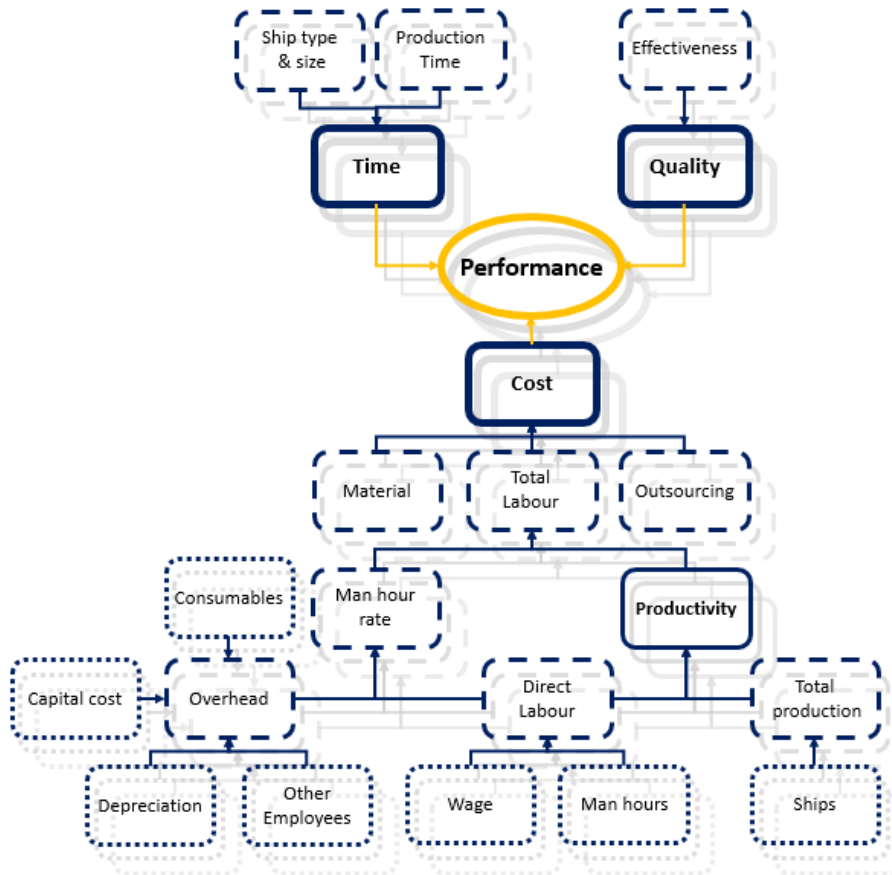 Ship type
& size
Production
Time
Effectiveness
Time
Quality
Performance
Cost
Material
Total
Labour
Outsourcing
Consumables
Man hour
rate
Productivity
Capital cost
Overhead
Direct
Labour
Total
production
Depreciation
Other
Employees
Wage
Man hours
Ships